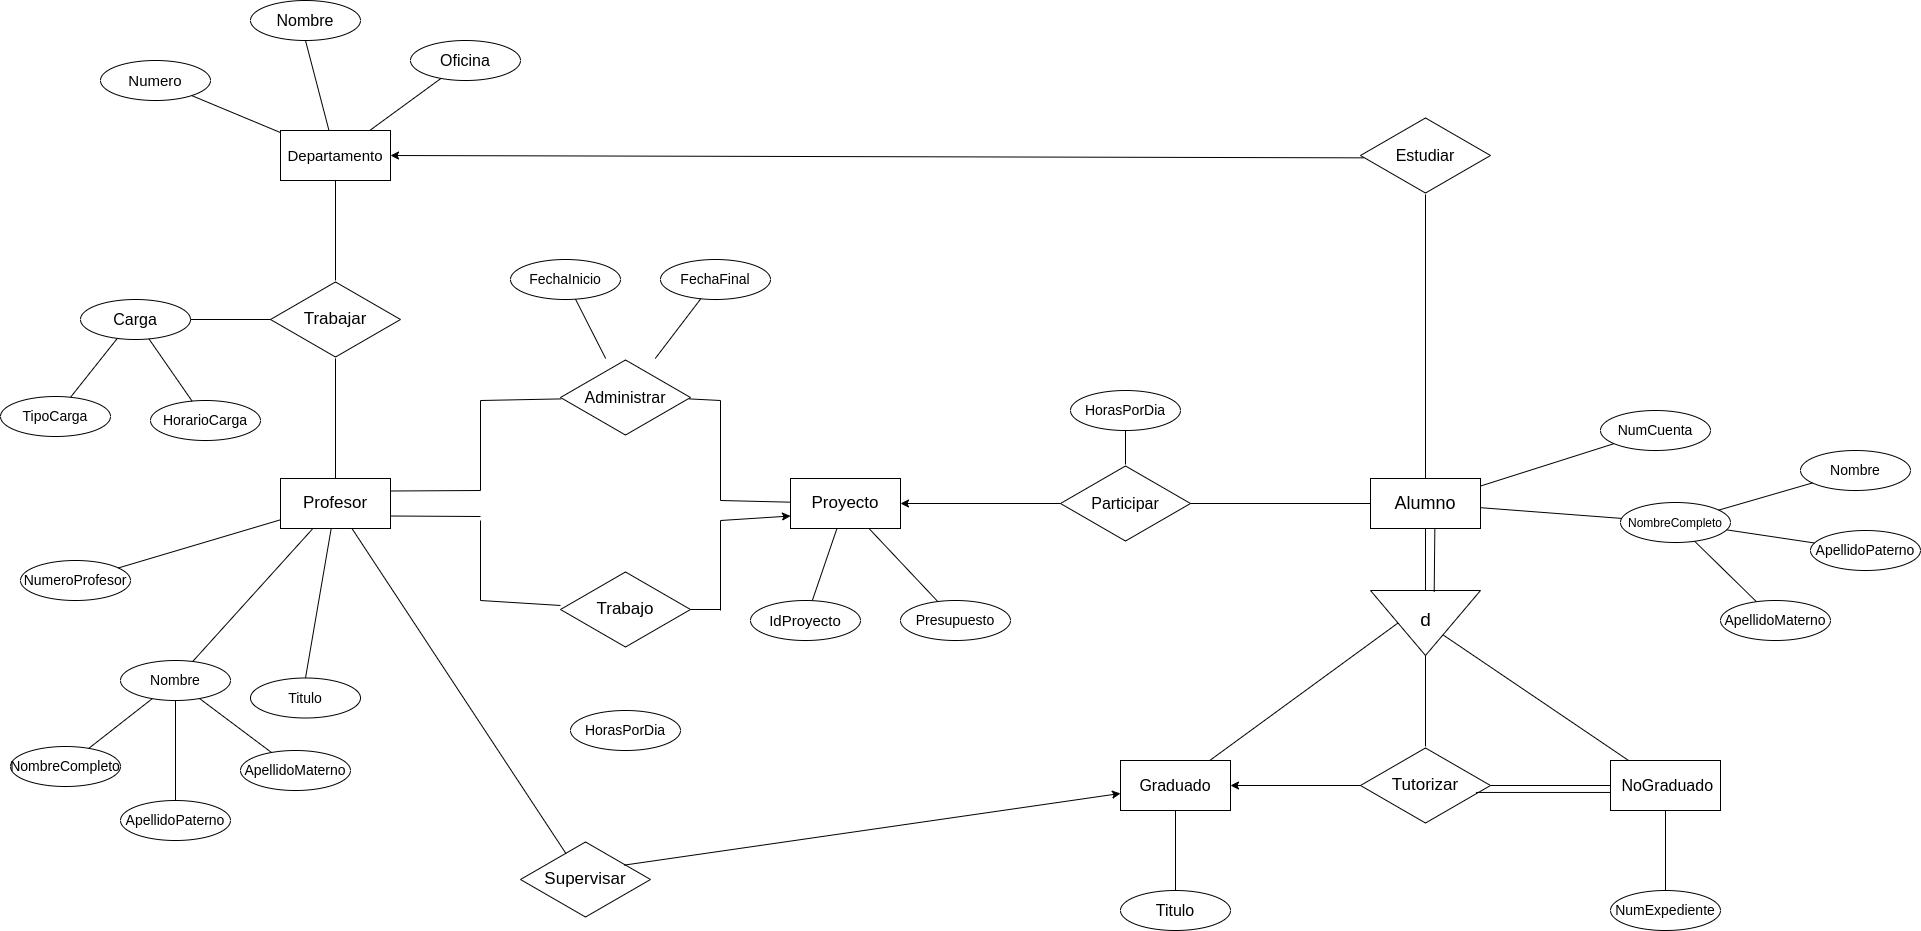 Nombre
Oficina
Numero
Departamento
Estudiar
FechaInicio
FechaFinal
Carga
Trabajar
Administrar
TipoCarga
HorarioCarga
HorasPorDia
NumCuenta
Nombre
Profesor
Proyecto
Participar
Alumno
NombreCompleto
ApellidoPaterno
NumeroProfesor
Trabajo
IdProyecto
Presupuesto
d
ApellidoMaterno
Nombre
Titulo
HorasPorDia
NombreCompleto
ApellidoMaterno
Graduado
Tutorizar
NoGraduado
ApellidoPaterno
Supervisar
Titulo
NumExpediente